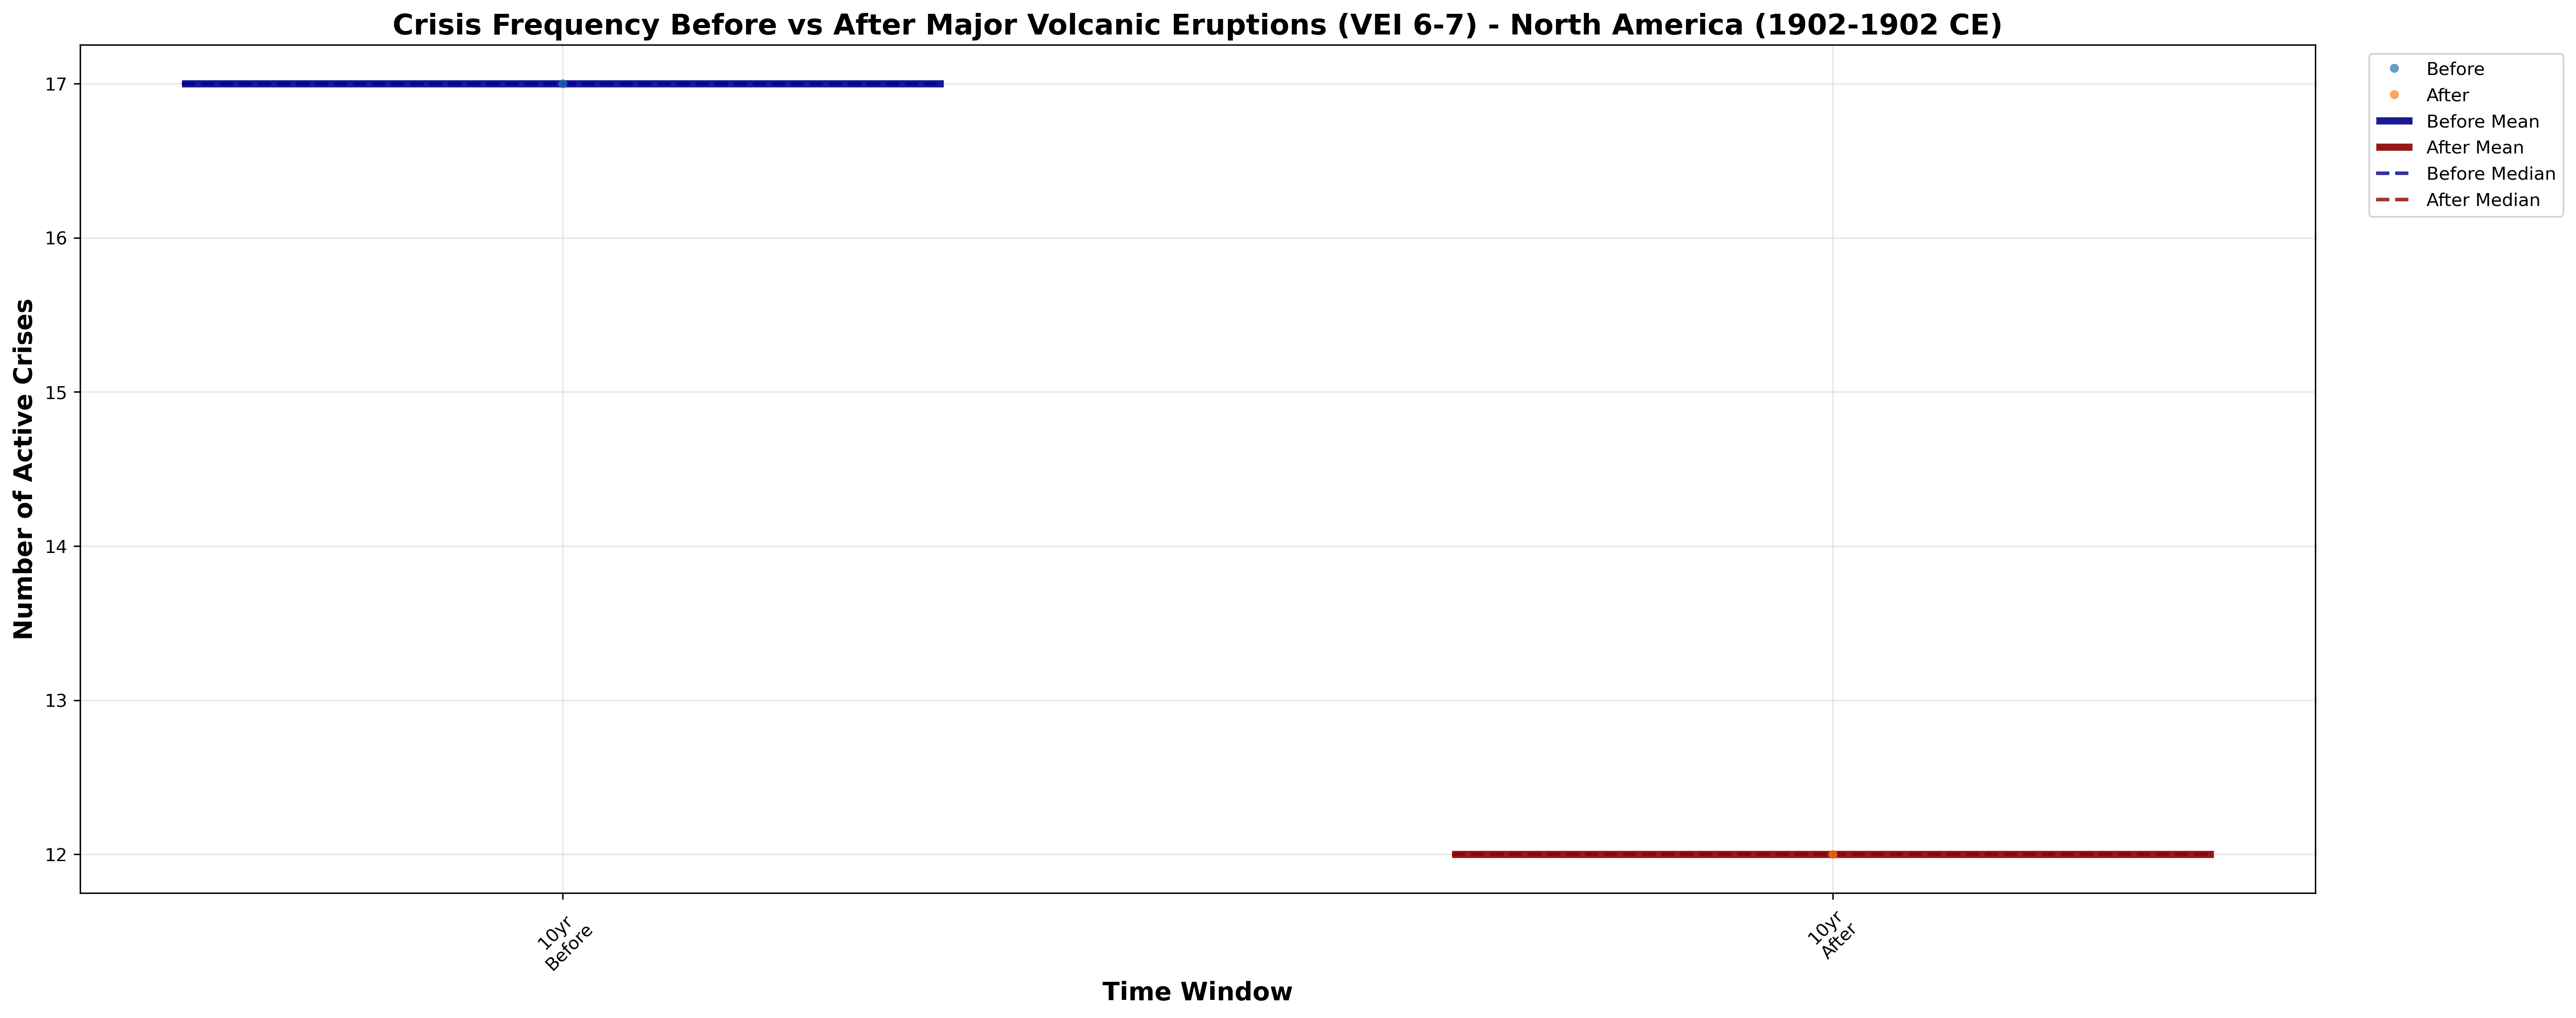 Crisis Frequency Before vs After Major Volcanic Eruptions (VEI 6-7) - North America (1902-1902 CE)
Number of Active Crises
17
16
15
14
13
12
10yr
Before
10yr
After
Time Window
Before
After
Before Mean
After Mean
Before Median
After Median